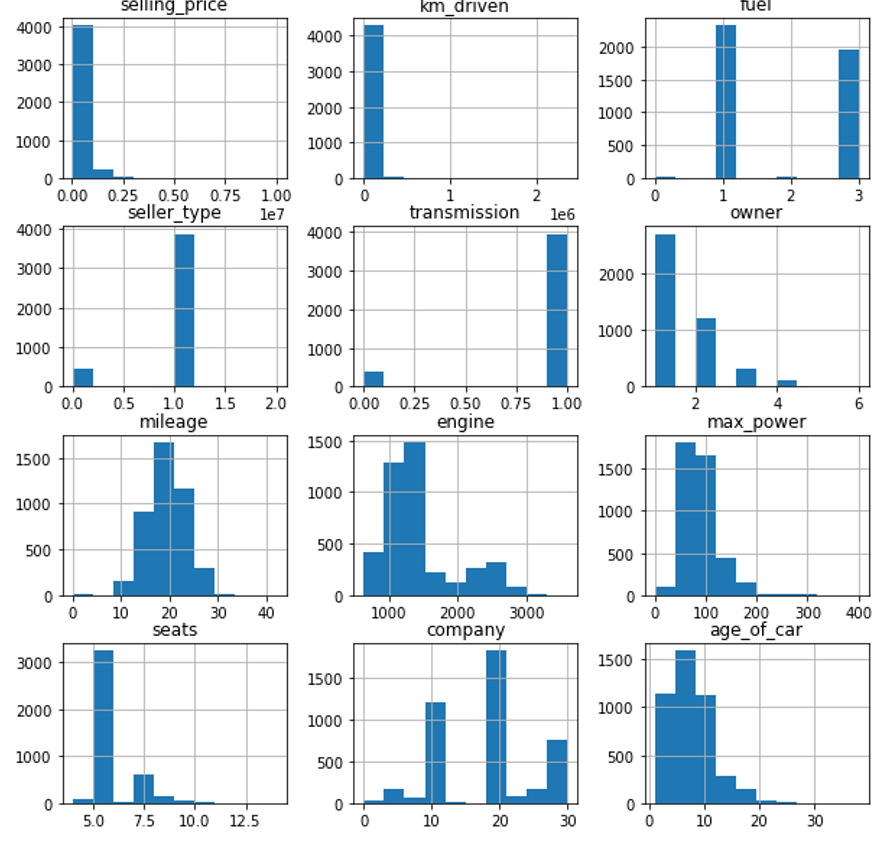 selling_price km_driven fuel
4000 4000 2000
3000 3000 1500
2000 2000 1000
1000 1000 500
0 0 0
0.00 0.25 0.50 0.75 1.00 0 1 2 0 1 2 3
seller_type 1e7 transmission 1e6 owner
4000 4000
3000 3000 2000
2000 2000 1000
1000 1000
0 0 0
0.0 0.5 1.0 1.5 2.0 0.00 0.25 0.50 0.75 1.00 2 4 6
mileage engine max_power
1500 1500 1500
1000 1000 1000
500 500 500
0 0 0
0 10 20 30 40 1000 2000 3000 0 100 200 300 400
seats company age_of_car
3000 1500 1500
2000 1000 1000
1000 500 500
0 0 0
5.0 7.5 10.0 12.5 0 10 20 30 0 10 20 30